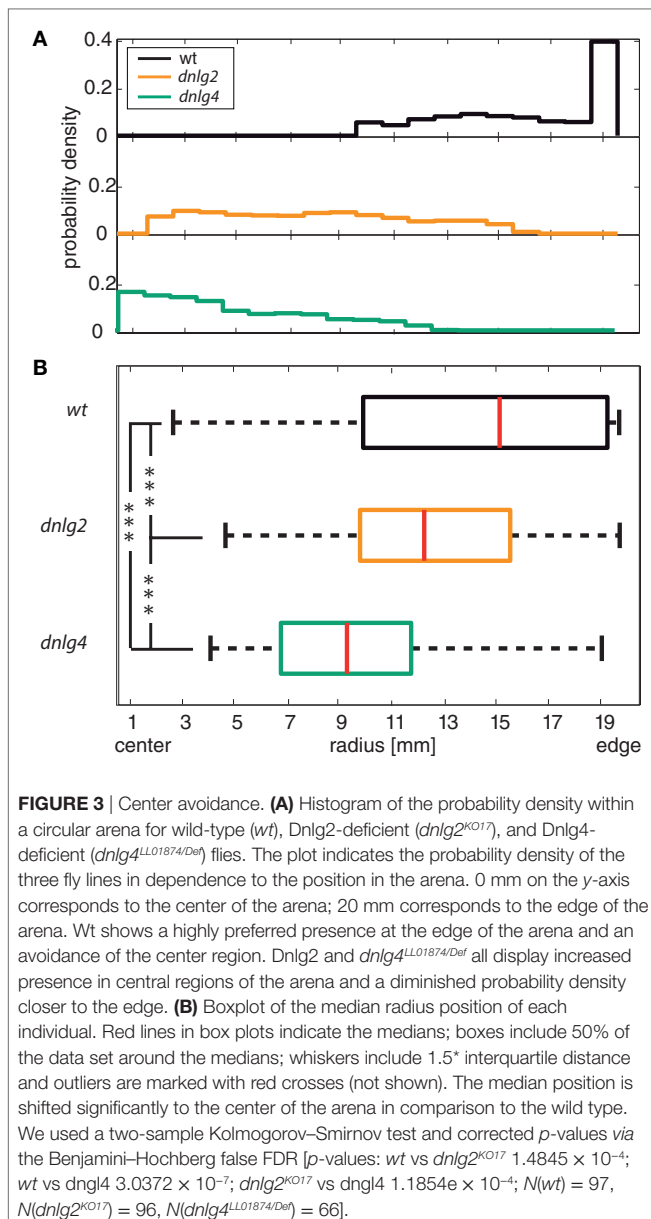 A
0.4
wt
dnlg2
dnlg4
0.2
0
0.2
0
0.2
0
probability density
B
wt
dnlg2
dnlg4
***
***
***
1 3 5 7 9 11 13 15 17 19
center radius [mm] edge
FIGURE 3 | Center avoidance. (A) Histogram of the probability density within
a circular arena for wild-type (wt), Dnlg2-deficient (dnlg2KO17), and Dnlg4-
deficient (dnlg4LL01874/Def) flies. The plot indicates the probability density of the
three fly lines in dependence to the position in the arena. 0 mm on the y-axis
corresponds to the center of the arena; 20 mm corresponds to the edge of the
arena. Wt shows a highly preferred presence at the edge of the arena and an
avoidance of the center region. Dnlg2 and dnlg4LL01874/Def all display increased
presence in central regions of the arena and a diminished probability density
closer to the edge. (B) Boxplot of the median radius position of each
individual. Red lines in box plots indicate the medians; boxes include 50% of
the data set around the medians; whiskers include 1.5* interquartile distance
and outliers are marked with red crosses (not shown). The median position is
shifted significantly to the center of the arena in comparison to the wild type.
We used a two-sample Kolmogorov–Smirnov test and corrected p-values via
the Benjamini–Hochberg false FDR [p-values: wt vs dnlg2KO17 1.4845 × 10−4;
wt vs dngl4 3.0372 × 10−7; dnlg2KO17 vs dngl4 1.1854e × 10−4; N(wt) = 97,
N(dnlg2KO17) = 96, N(dnlg4LL01874/Def) = 66].